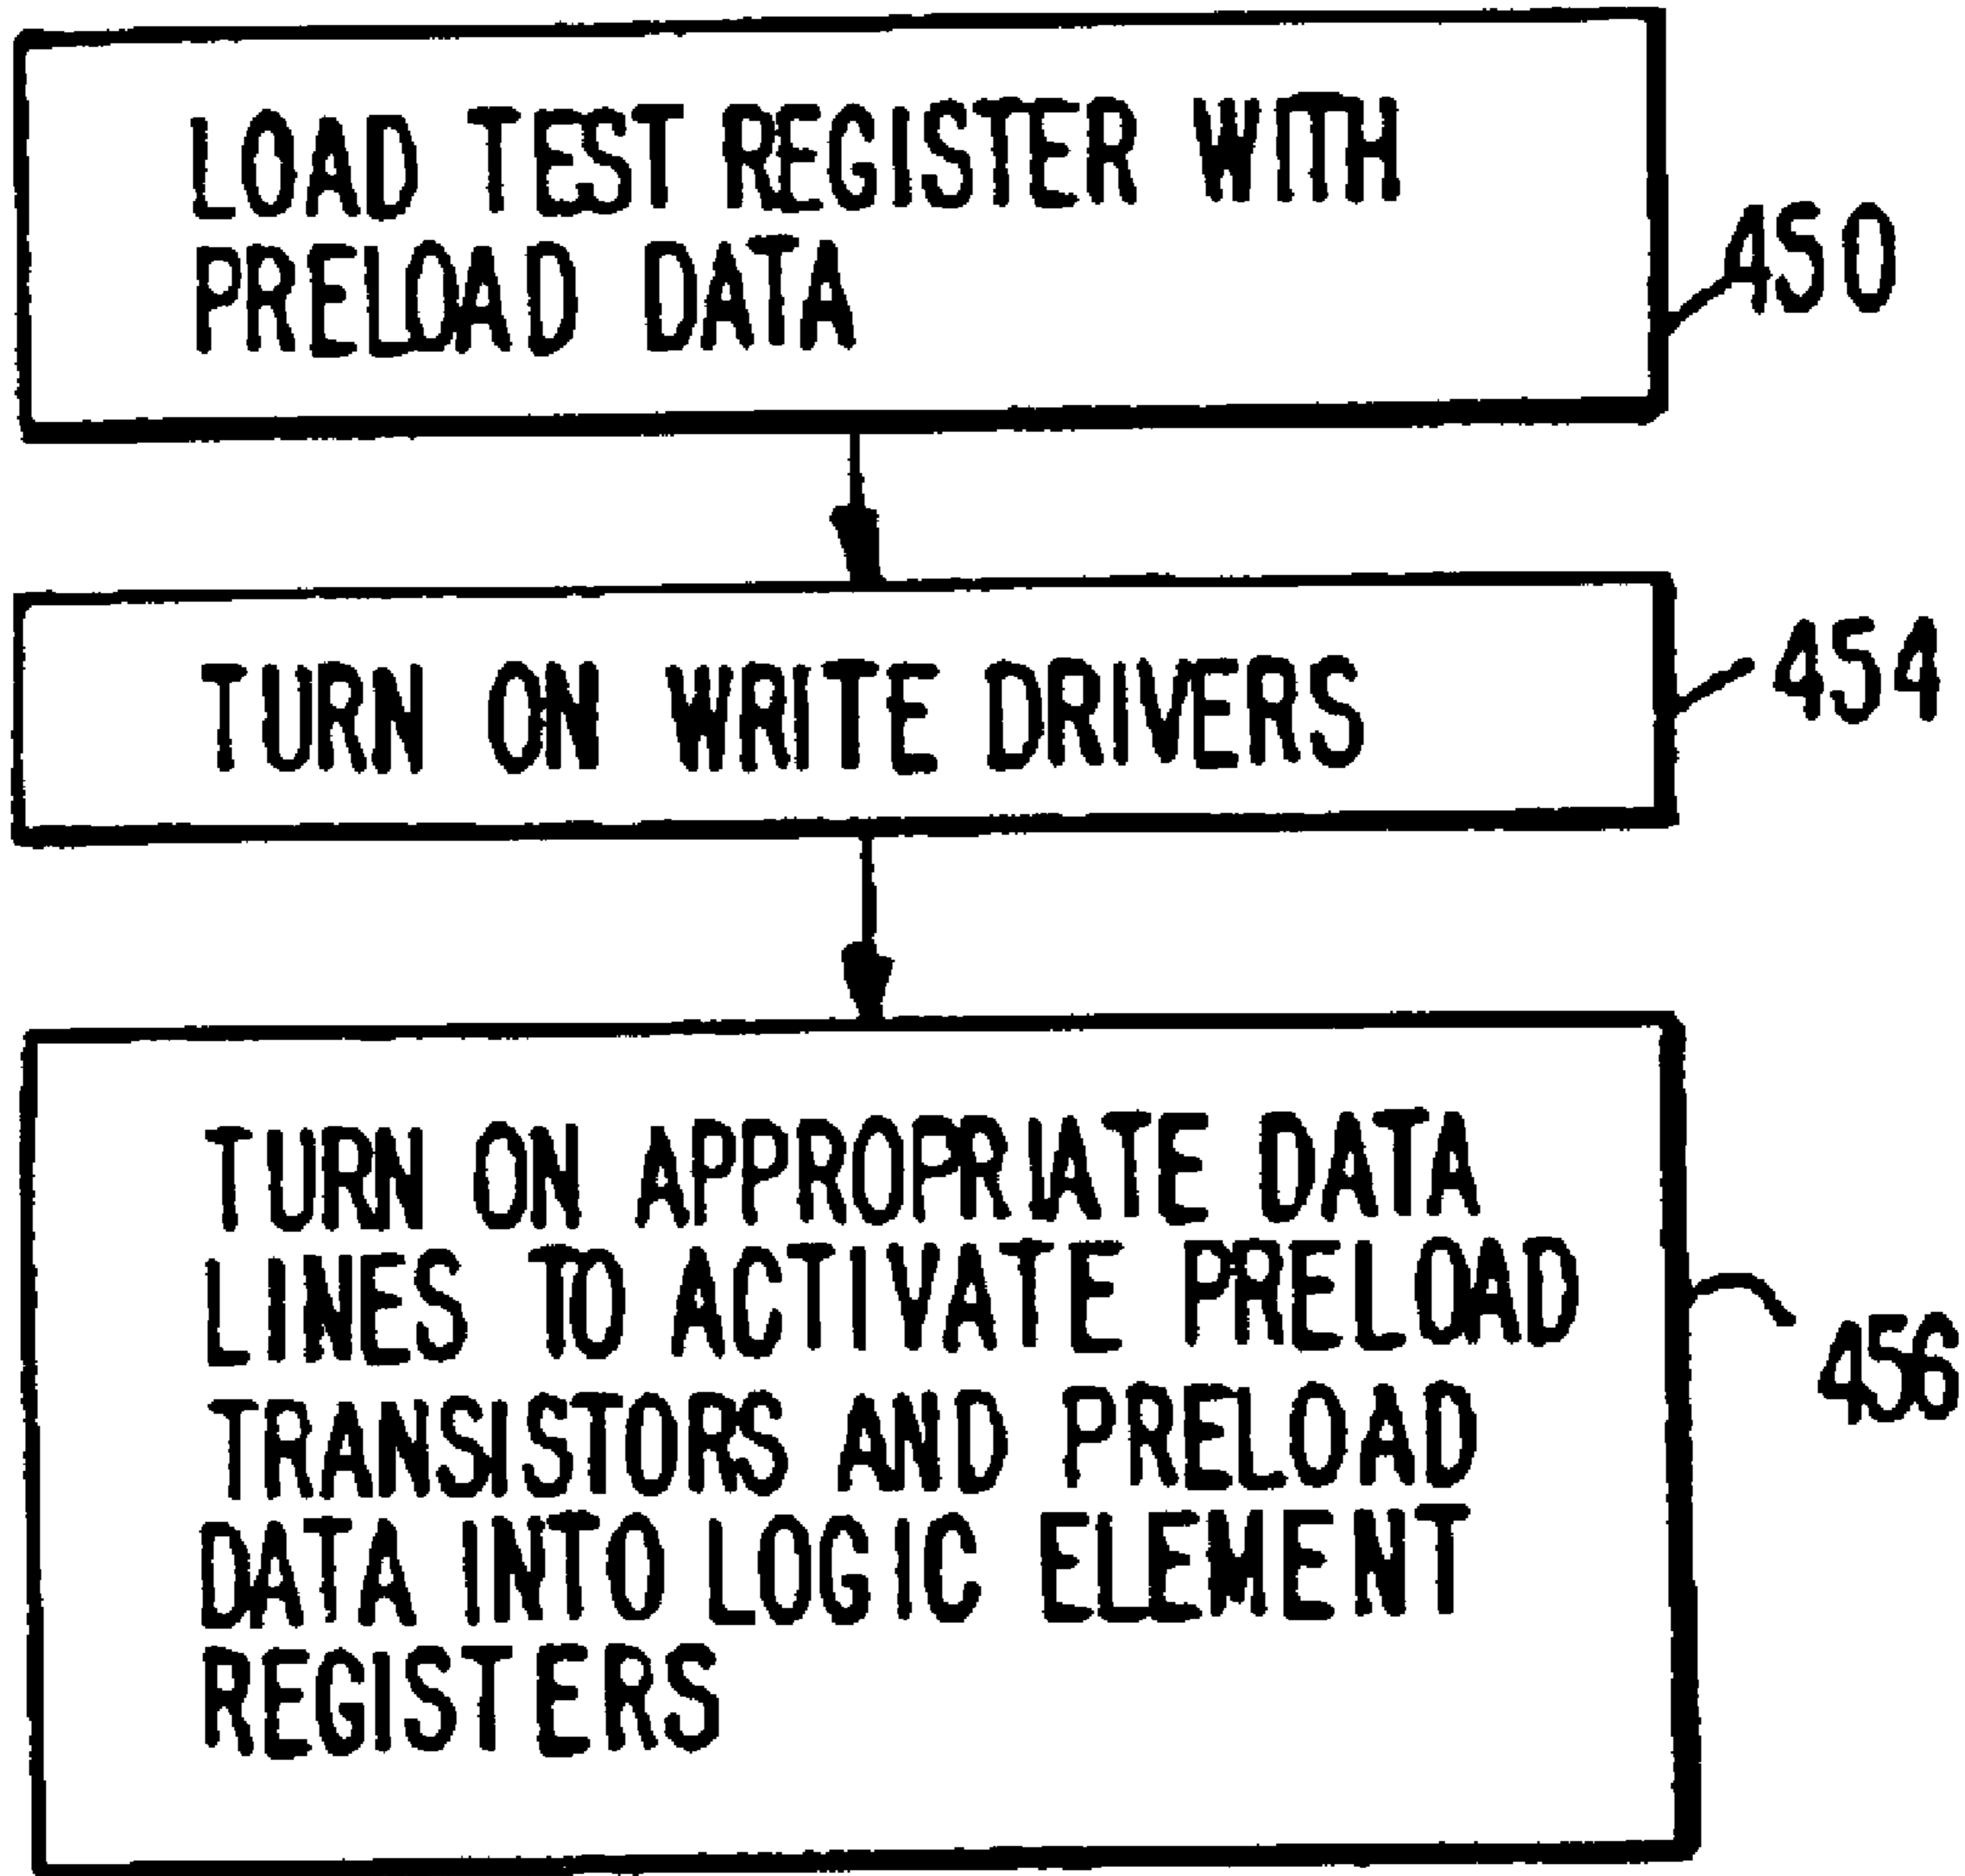 LOAD TEST REGISTER WITH
PRELOAD DATA
450
TURN ON WRITE DRIVERS
454
TURN ON APPROPRIATE DATA
LINES TO ACTIVATE PRELOAD
TRANSISTORS AND PRELOAD
DATA INTO LOGIC ELEMENT
REGISTERS
456